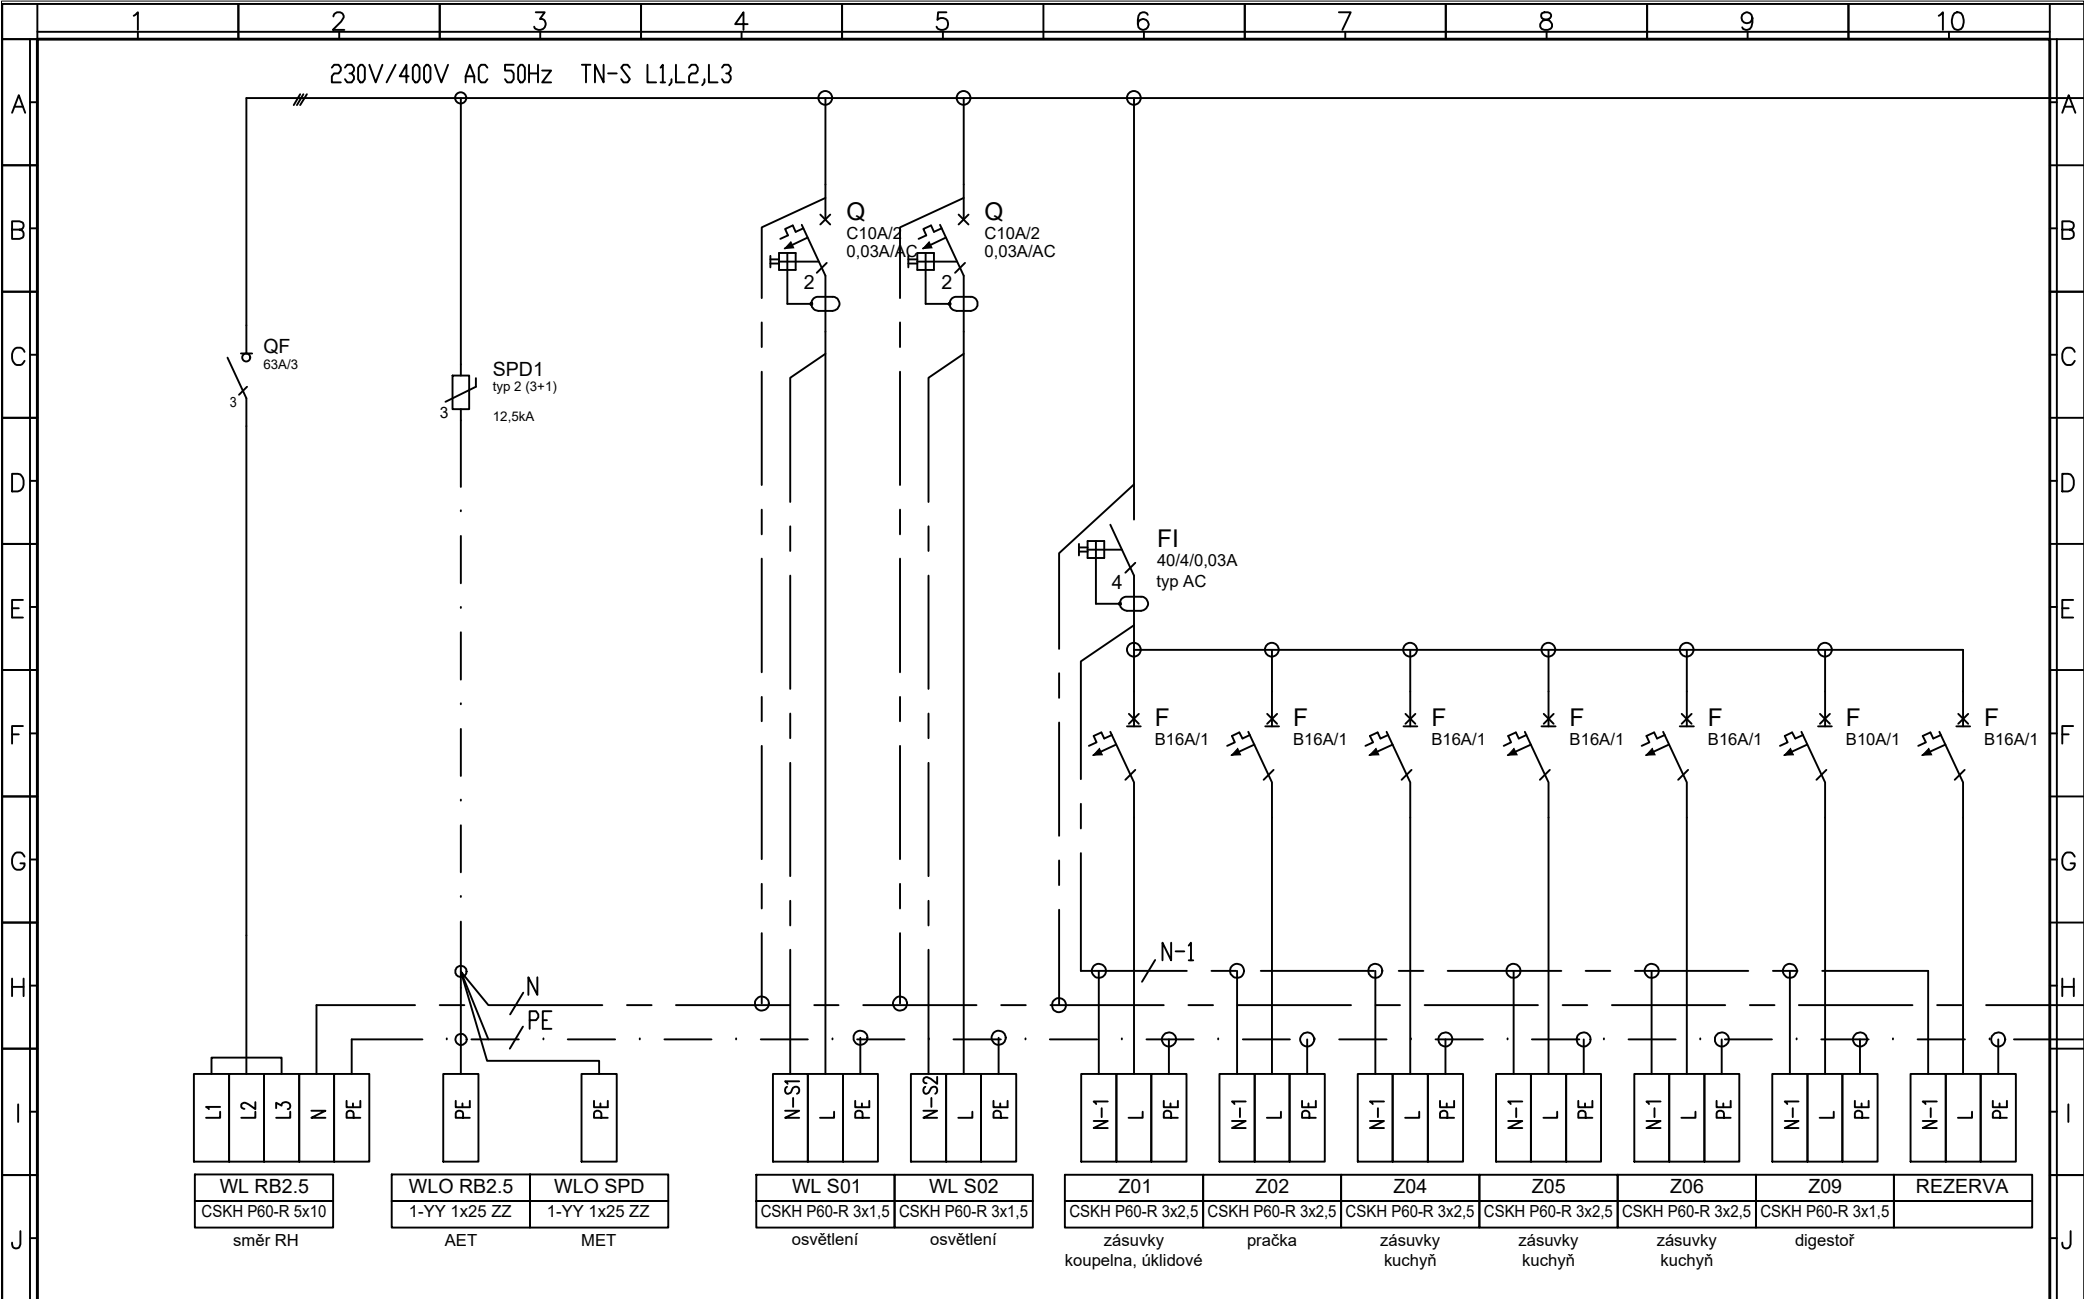 1 2 3 4 5 6 7 8 9 10
230V/400V AC 50Hz TN-S L1,L2,L3
A A
B B
C C
D D
E E
F F
G G
H H
I I
J J
Q
C10A/2
0,03A/AC
2
Q
C10A/2
0,03A/AC
2
QF
63A/3
3
SPD1
typ 2 (3+1)
12,5kA
3
FI
40/4/0,03A
typ AC
4
F
B16A/1
F
B16A/1
F
B16A/1
F
B16A/1
F
B16A/1
F
B10A/1
F
B16A/1
N-1
N
PE
L1 L2 L3 N PE
PE
PE
N-S1 L PE
N-S2 L PE
N-1 L PE
N-1 L PE
N-1 L PE
N-1 L PE
N-1 L PE
N-1 L PE
N-1 L PE
WL RB2.5
CSKH P60-R 5x10
směr RH
WLO RB2.5
1-YY 1x25 ZZ
AET
WLO SPD
1-YY 1x25 ZZ
MET
WL S01
CSKH P60-R 3x1,5
osvětlení
WL S02
CSKH P60-R 3x1,5
osvětlení
Z01
CSKH P60-R 3x2,5
zásuvky
koupelna, úklidové
Z02
CSKH P60-R 3x2,5
pračka
Z04
CSKH P60-R 3x2,5
zásuvky
kuchyň
Z05
CSKH P60-R 3x2,5
zásuvky
kuchyň
Z06
CSKH P60-R 3x2,5
zásuvky
kuchyň
Z09
CSKH P60-R 3x1,5
digestoř
REZERVA